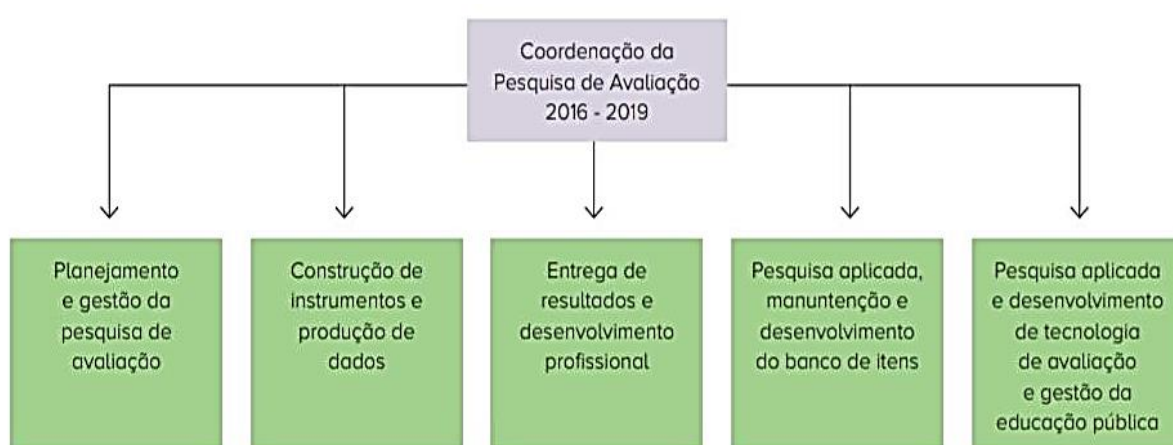 Coordenação da
Pesquisa de Avaliação
2016 - 2019
Planejamento
e gestão da
pesquisa de
avaliação
Construção de
instrumentos e
produção de
dados
Entrega de
resultados e
desenvolvimento
profissional
Pesquisa aplicada,
manuntenção e
desenvolvimento
do banco de itens
Pesquisa aplicada
e desenvolvimento
de tecnologia
de avaliação
e gestão da
educação pública